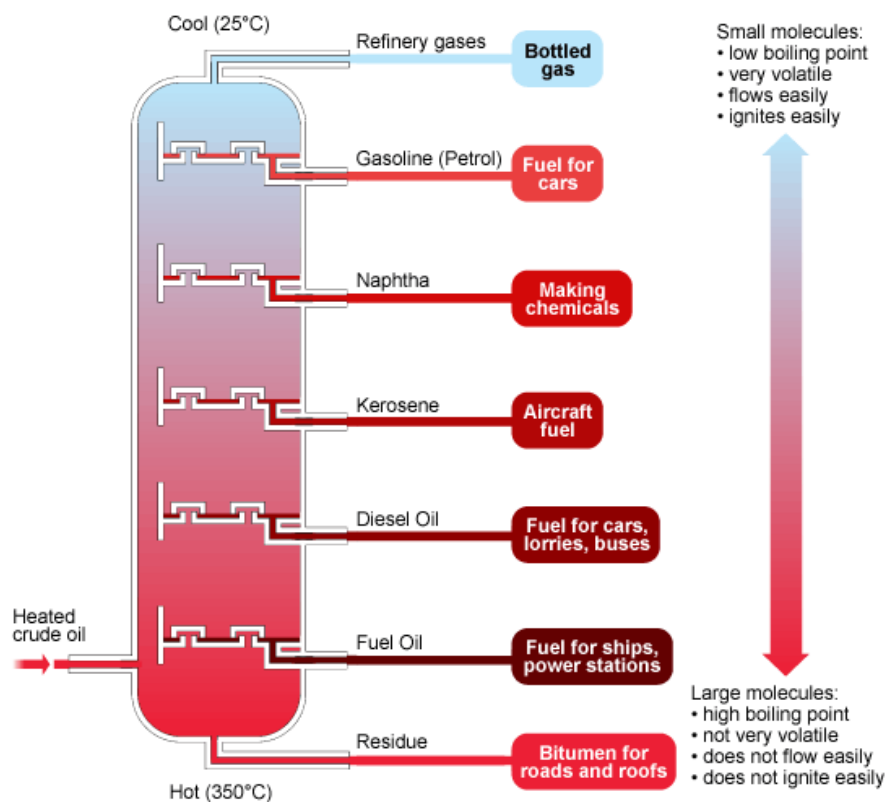 Cool (25°C)
Refinery gases
Bottled
gas
Small molecules:
• low boiling point
• very volatile
• flows easily
• ignites easily
Gasoline (Petrol)
Fuel for
cars
Naphtha
Making
chemicals
Kerosene
Aircraft
fuel
Diesel Oil
Fuel for cars,
lorries, buses
Heated
crude oil
Fuel Oil
Fuel for ships,
power stations
Large molecules:
• high boiling point
• not very volatile
• does not flow easily
• does not ignite easily
Residue
Bitumen for
roads and roofs
Hot (350°C)